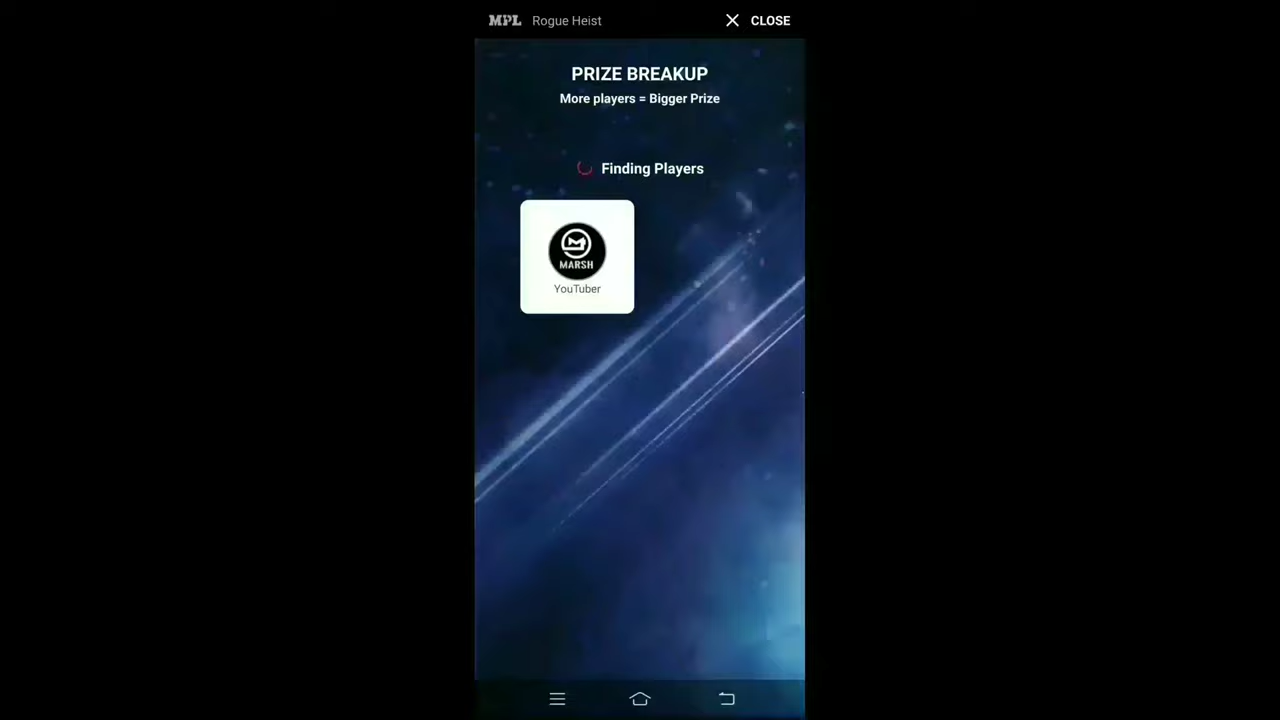 MPL Rogue Heist CLOSE
PRIZE BREAKUP
More players = Bigger Prize
Finding Players
MARSH
YouTuber